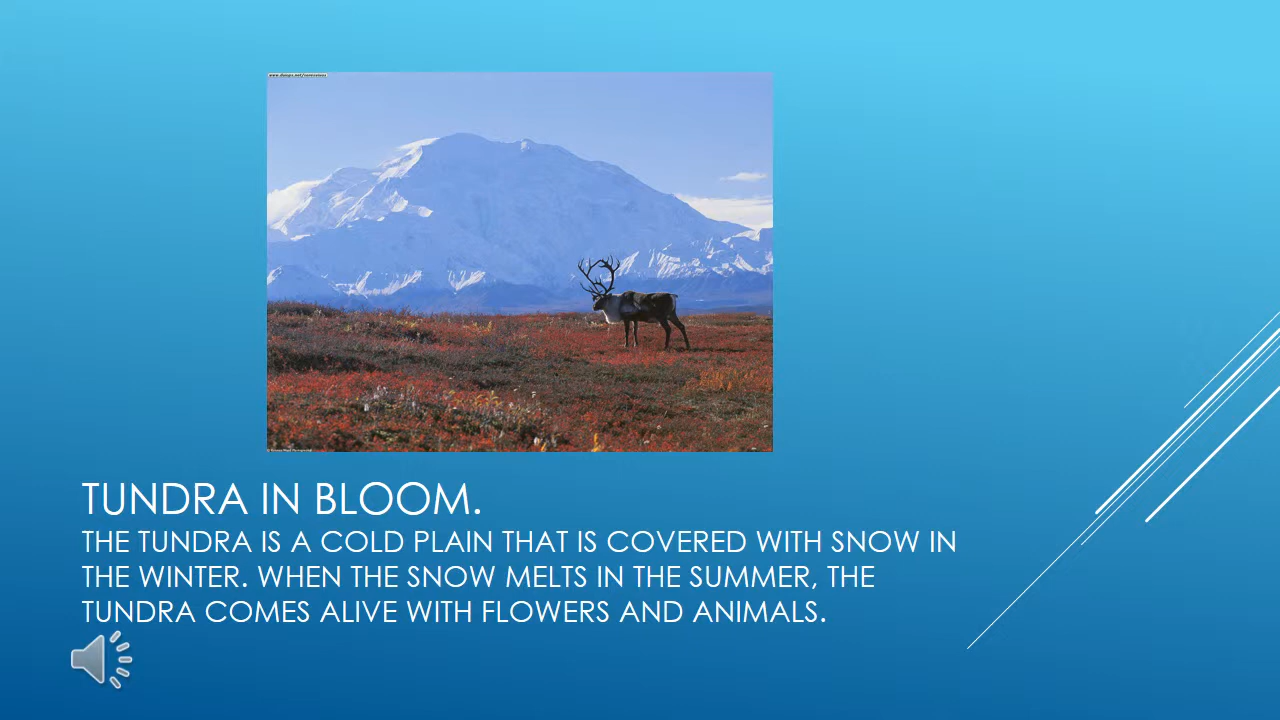 TUNDRA IN BLOOM.
THE TUNDRA IS A COLD PLAIN THAT IS COVERED WITH SNOW IN
THE WINTER. WHEN THE SNOW MELTS IN THE SUMMER, THE
TUNDRA COMES ALIVE WITH FLOWERS AND ANIMALS.